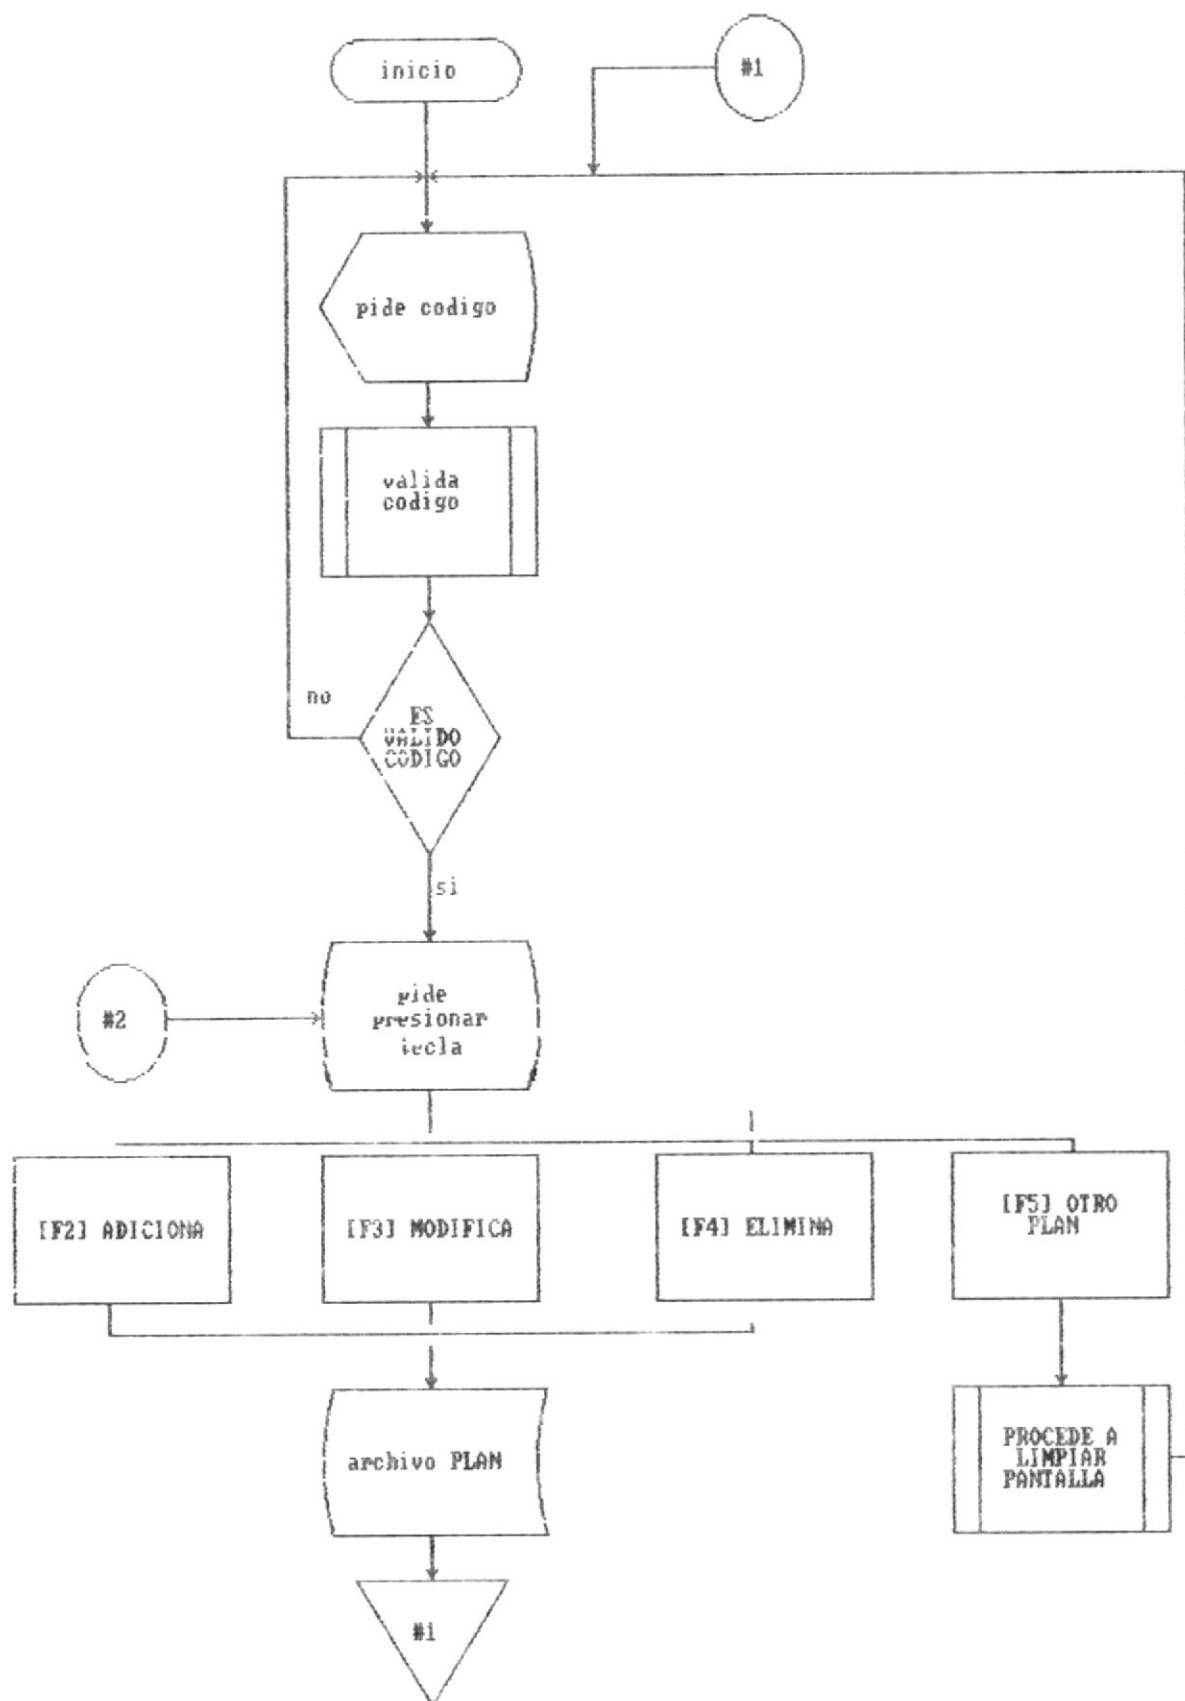 inicio
#1
pide codigo
valida
codigo
no
ES
VALIDO
CODIGO
si
#2
pide
presionar
tecla
[F2] ADICIONA
[F3] MODIFICA
[F4] ELIMINA
[F5] OTRO
PLAN
archivo PLAN
PROCEDE A
LIMPIAR
PANTALLA
#1